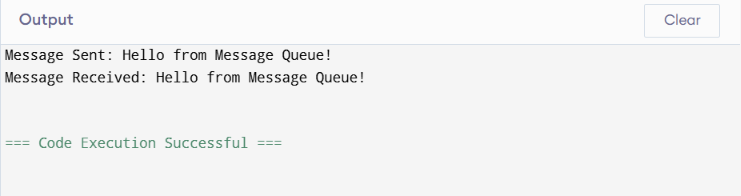 Output
Clear
Message Sent: Hello from Message Queue!
Message Received: Hello from Message Queue!
=== Code Execution Successful ===